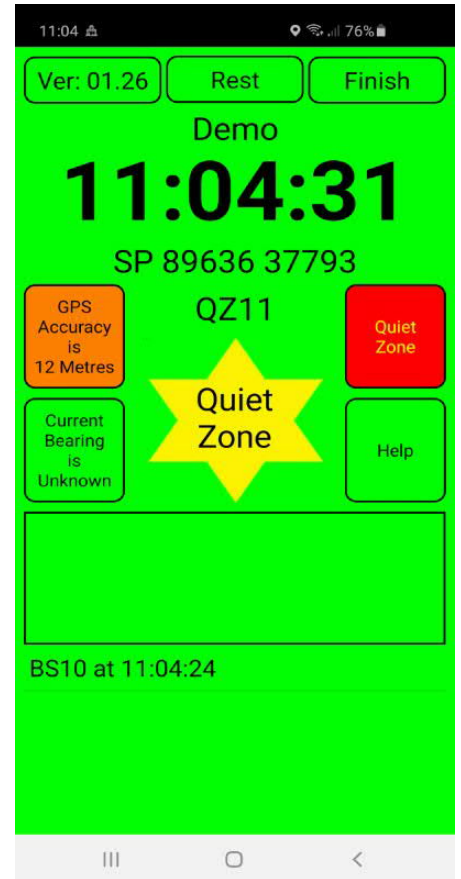 11:04 76%
Ver: 01.26 Rest Finish
Demo
11:04:31
SP 89636 37793
GPS
Accuracy
is
12 Metres
QZ11
Quiet
Zone
Quiet
Zone
Current
Bearing
is
Unknown
Help
BS10 at 11:04:24